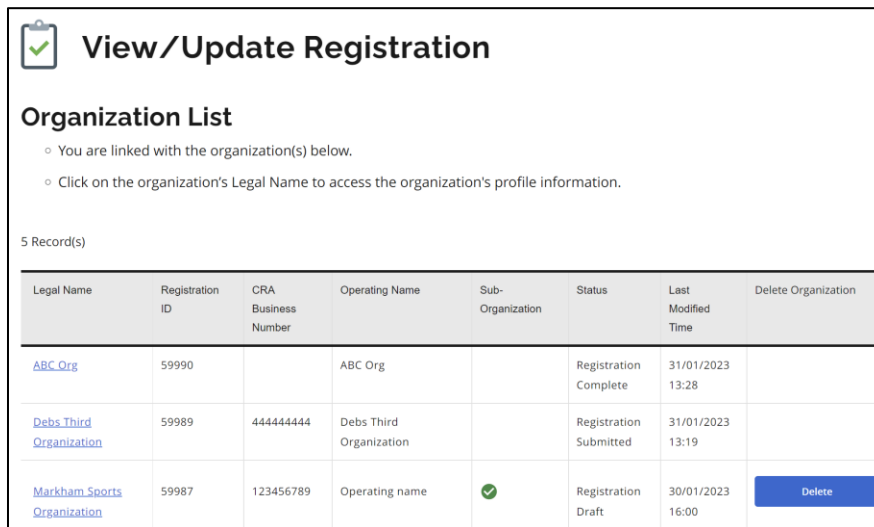 View/Update Registration
Organization List
You are linked with the organization(s) below.
Click on the organization's Legal Name to access the organization's profile information.
5 Record(s)
Legal Name Registration ID CRA Business Number Operating Name Sub-Organization Status Last Modified Time Delete Organization
ABC Org 59990 ABC Org Registration Complete 31/01/2023 13:28
Debs Third Organization 59989 444444444 Debs Third Organization Registration Submitted 31/01/2023 13:19
Markham Sports Organization 59987 123456789 Operating name Registration Draft 30/01/2023 16:00 Delete